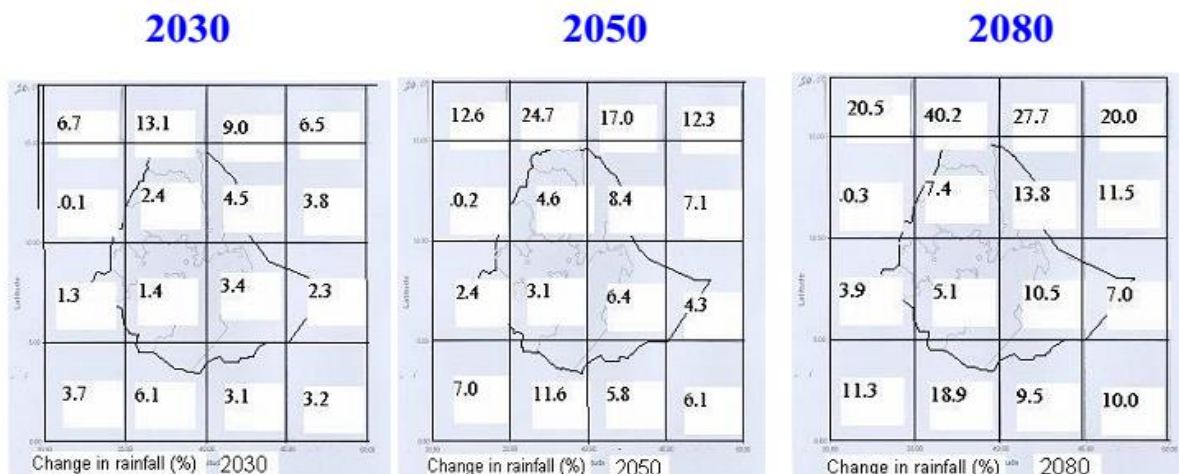 2030 2050 2080
6.7 13.1 9.0 6.5
12.6 24.7 17.0 12.3
20.5 40.2 27.7 20.0
.0.1 2.4 4.5 3.8
.0.2 4.6 8.4 7.1
.0.3 7.4 13.8 11.5
1.3 1.4 3.4 2.3
2.4 3.1 6.4 4.3
3.9 5.1 10.5 7.0
3.7 6.1 3.1 3.2
7.0 11.6 5.8 6.1
11.3 18.9 9.5 10.0
Latitude
Latitude
Latitude
Change in rainfall (%) 2030
Change in rainfall (%) 2050
Change in rainfall (%) 2080